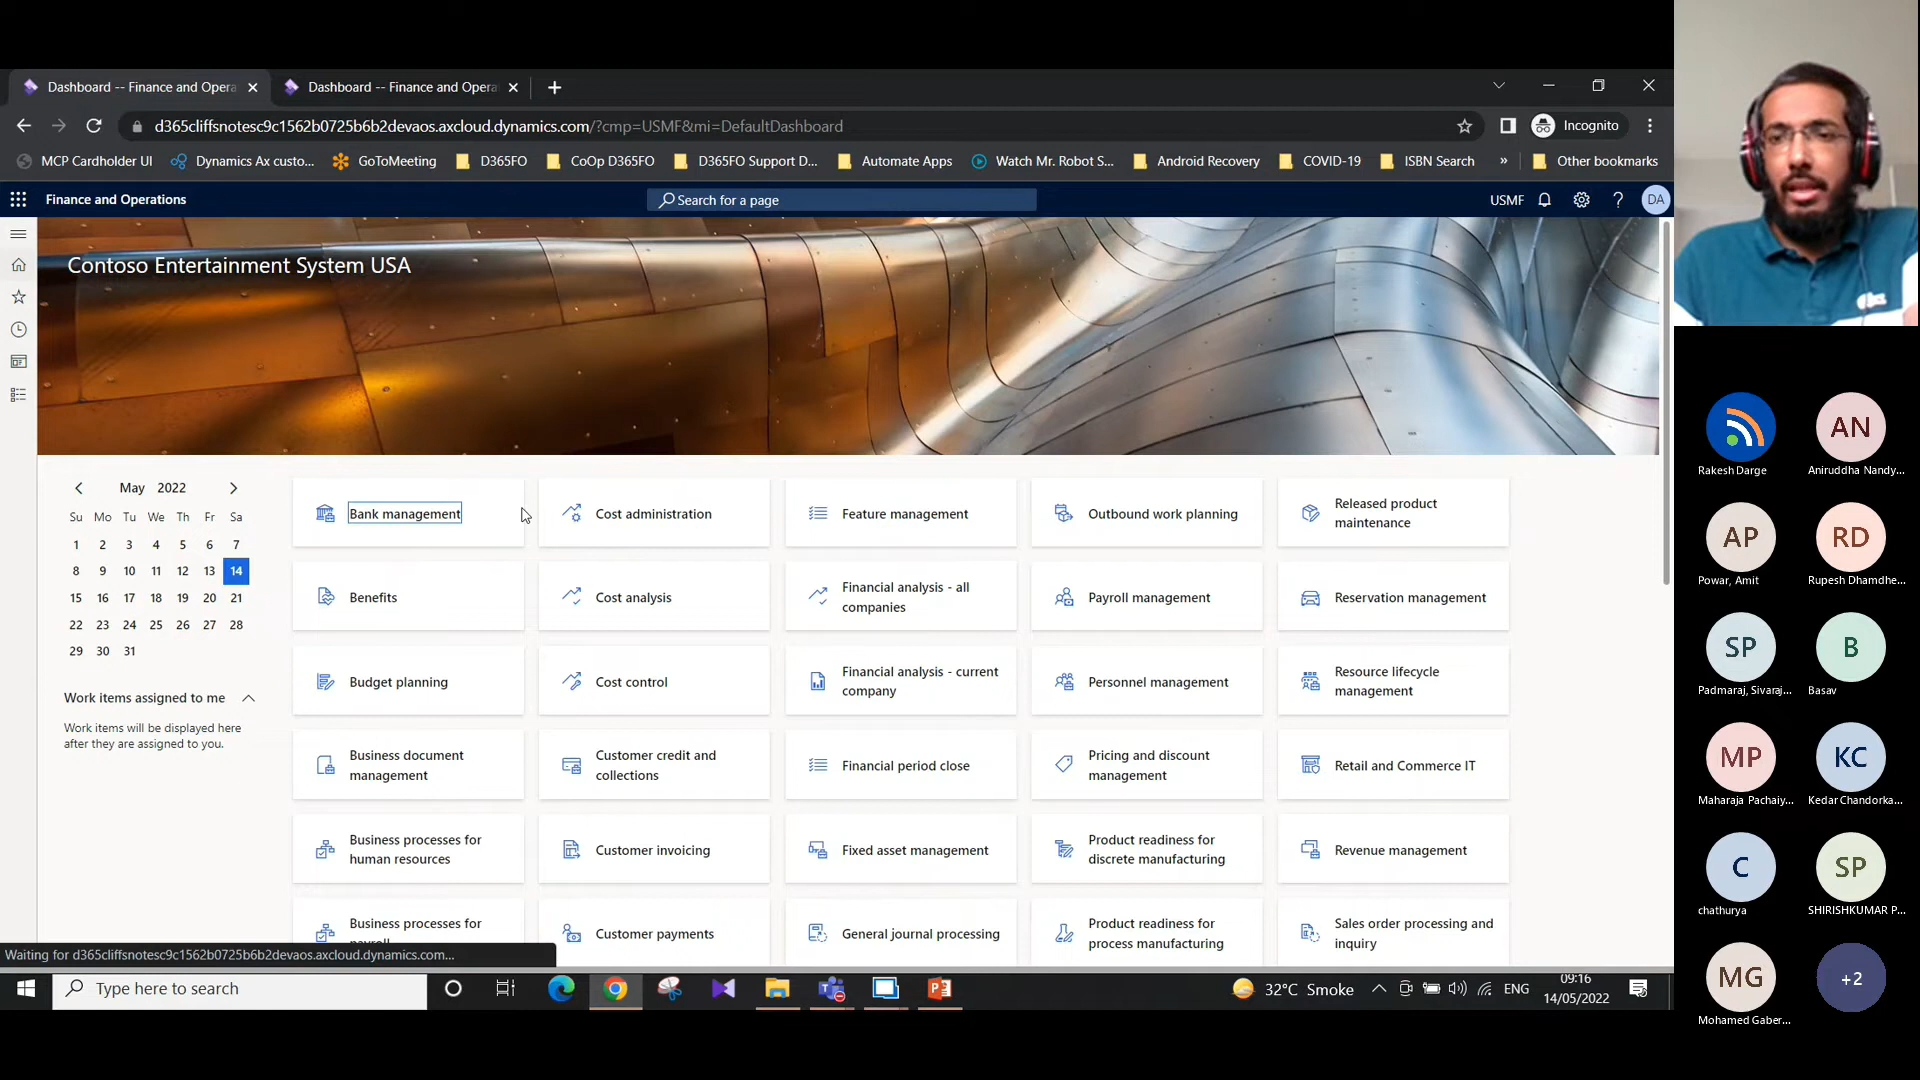 Dashboard -- Finance and Opera
Dashboard -- Finance and Opera
d365cliffsnotesc9c1562b0725b6b2devaos.axcloud.dynamics.com/?cmp=USMF&mi=DefaultDashboard
Incognito
MCP Cardholder UI
Dynamics Ax custo...
GoToMeeting
D365FO
CoOp D365FO
D365FO Support D...
Automate Apps
Watch Mr. Robot S...
Android Recovery
COVID-19
ISBN Search
»
Other bookmarks
Finance and Operations
Search for a page
USMF
?
DA
Contoso Entertainment System USA
May 2022
Su Mo Tu We Th Fr Sa
1 2 3 4 5 6 7
8 9 10 11 12 13 14
15 16 17 18 19 20 21
22 23 24 25 26 27 28
29 30 31
Work items assigned to me
Work items will be displayed here
after they are assigned to you.
Bank management
Cost administration
Feature management
Outbound work planning
Released product
maintenance
Benefits
Cost analysis
Financial analysis - all
companies
Payroll management
Reservation management
Budget planning
Cost control
Financial analysis - current
company
Personnel management
Resource lifecycle
management
Business document
management
Customer credit and
collections
Financial period close
Pricing and discount
management
Retail and Commerce IT
Business processes for
human resources
Customer invoicing
Fixed asset management
Product readiness for
discrete manufacturing
Revenue management
Business processes for
Customer payments
General journal processing
Product readiness for
process manufacturing
Sales order processing and
inquiry
Waiting for d365cliffsnotesc9c1562b0725b6b2devaos.axcloud.dynamics.com...
Type here to search
32°C Smoke
ENG
09:16
14/05/2022
Rakesh Darge
AN
Aniruddha Nandy...
AP
Powar, Amit
RD
Rupesh Dhamdhe...
SP
Padmaraj, Sivaraj...
B
Basav
MP
Maharaja Pachaiy...
KC
Kedar Chandorka...
C
chathurya
SP
SHIRISHKUMAR P...
MG
Mohamed Gaber...
+2